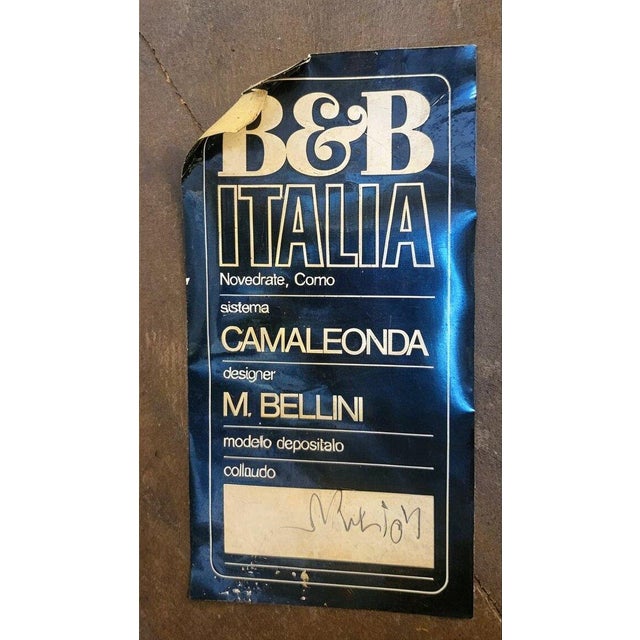 B&B
ITALIA
Novedrate, Como
sistema
CAMALEONDA
designer
M. BELLINI
modello depositato
collaudo